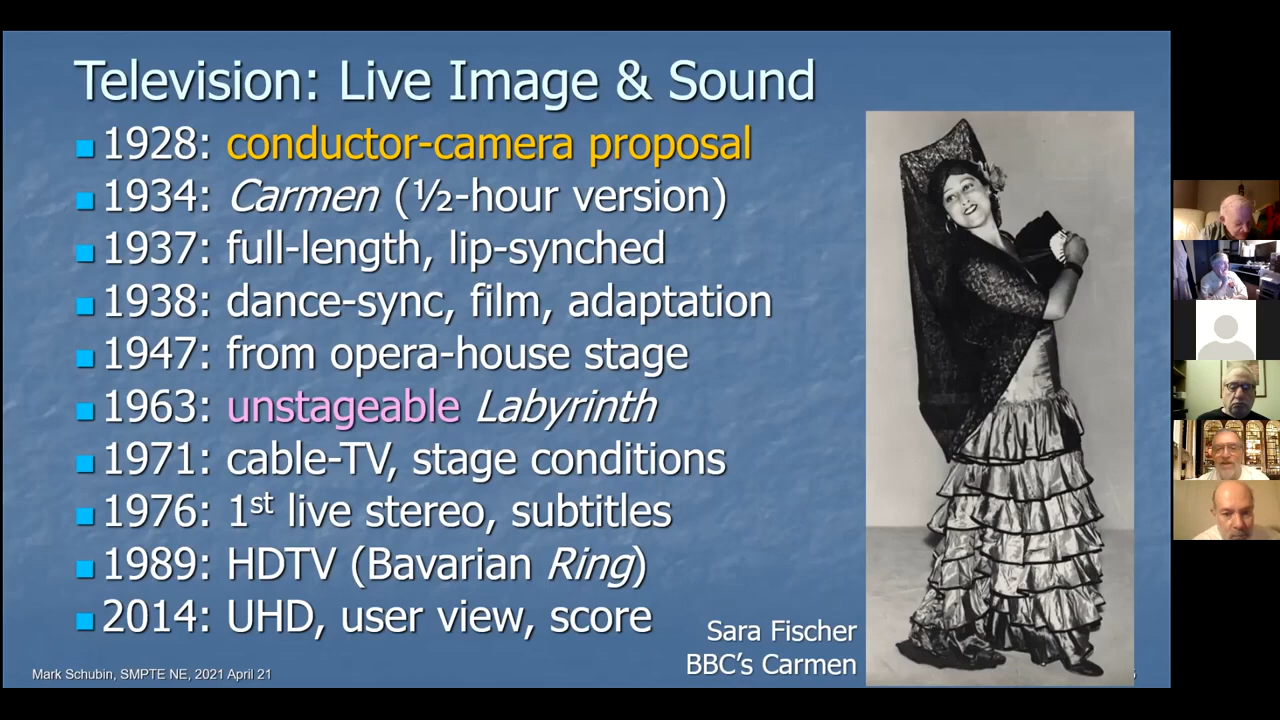 Television: Live Image & Sound
1928: conductor-camera proposal
1934: Carmen (½-hour version)
1937: full-length, lip-synched
1938: dance-sync, film, adaptation
1947: from opera-house stage
1963: unstageable Labyrinth
1971: cable-TV, stage conditions
1976: 1st live stereo, subtitles
1989: HDTV (Bavarian Ring)
2014: UHD, user view, score
Sara Fischer
BBC's Carmen
Mark Schubin, SMPTE NE, 2021 April 21